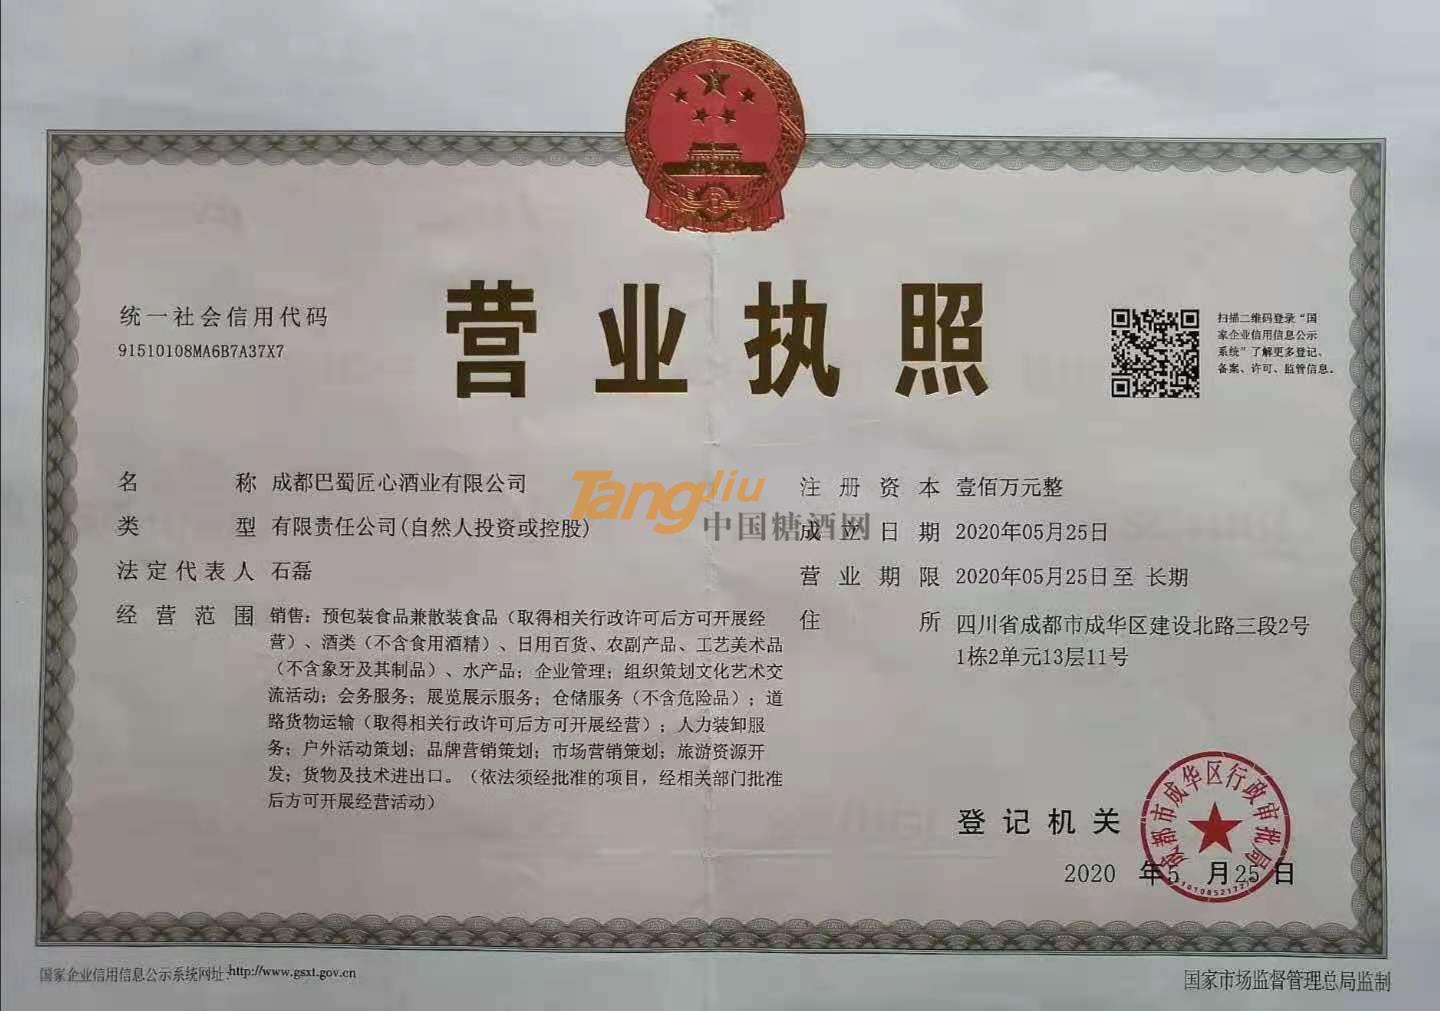 营业执照
统一社会信用代码
91510108MA6B7A37X7
扫描二维码登录“国
家企业信用信息公示
系统”了解更多登记、
备案、许可、监管信息。
名称 成都巴蜀匠心酒业有限公司
类型 有限责任公司(自然人投资或控股)
法定代表人 石磊
经营范围 销售：预包装食品兼散装食品（取得相关行政许可后方可开展经
营）、酒类（不含食用酒精）、日用百货、农副产品、工艺美术品
（不含象牙及其制品）、水产品；企业管理；组织策划文化艺术交
流活动；会务服务；展览展示服务；仓储服务（不含危险品）；道
路货物运输（取得相关行政许可后方可开展经营）；人力装卸服
务；户外活动策划；品牌营销策划；市场营销策划；旅游资源开
发；货物及技术进出口。（依法须经批准的项目，经相关部门批准
后方可开展经营活动）
Tangjiu
中国糖酒网
注册资本 壹佰万元整
成立日期 2020年05月25日
营业期限 2020年05月25日至 长期
住所 四川省成都市成华区建设北路三段2号
1栋2单元13层11号
登记机关
成都市成华区行政审批局
2020 年5 月25日
国家企业信用信息公示系统网址:http://www.gsxt.gov.cn
国家市场监督管理总局监制